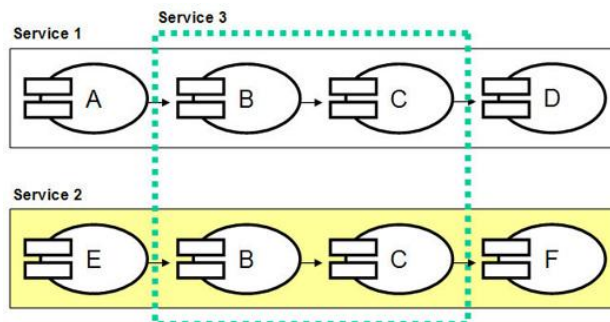 Service 3
Service 1
A B C D
Service 2
E B C F